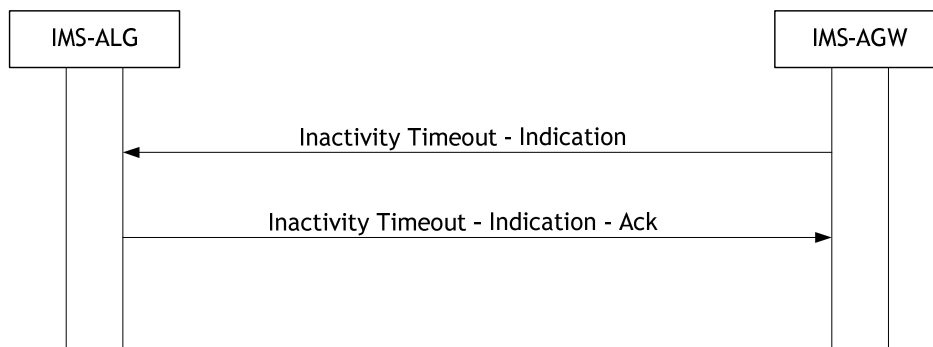 IMS-ALG
IMS-AGW
Inactivity Timeout - Indication
Inactivity Timeout – Indication - Ack